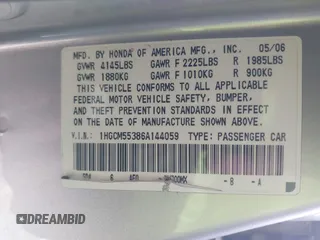 MFD. BY HONDA OF AMERICA MFG., INC. 05/06
GVWR 4145LBS GAWR F 2225LBS R 1985LBS
GVWR 1880KG GAWR F 1010KG R 900KG
THIS VEHICLE CONFORMS TO ALL APPLICABLE
FEDERAL MOTOR VEHICLE SAFETY, BUMPER,
AND THEFT PREVENTION STANDARDS IN EFFECT
ON THE DATE OF MANUFACTURE SHOWN ABOVE.
V.I.N.: 1HGCM55386A144059 TYPE: PASSENGER CAR
- B - A
DREAMBID
DREAMBID.COM